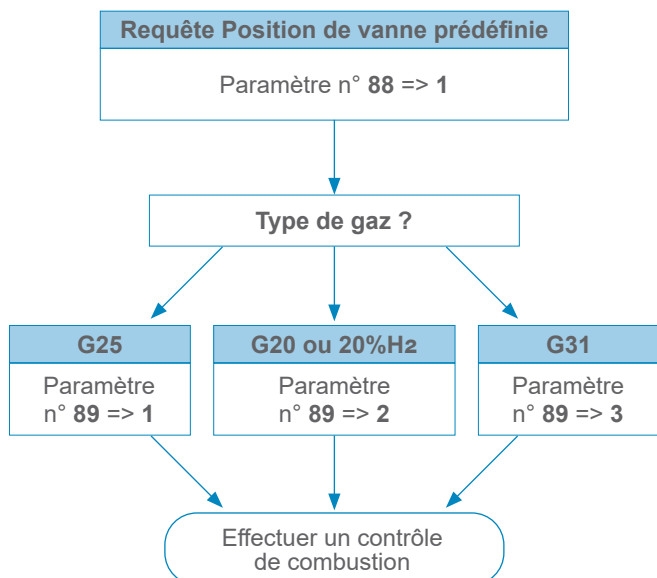 Requête Position de vanne prédéfinie
Paramètre n° 88 => 1
Type de gaz ?
G25
Paramètre
n° 89 => 1
G20 ou 20%H2
Paramètre
n° 89 => 2
G31
Paramètre
n° 89 => 3
Effectuer un contrôle
de combustion